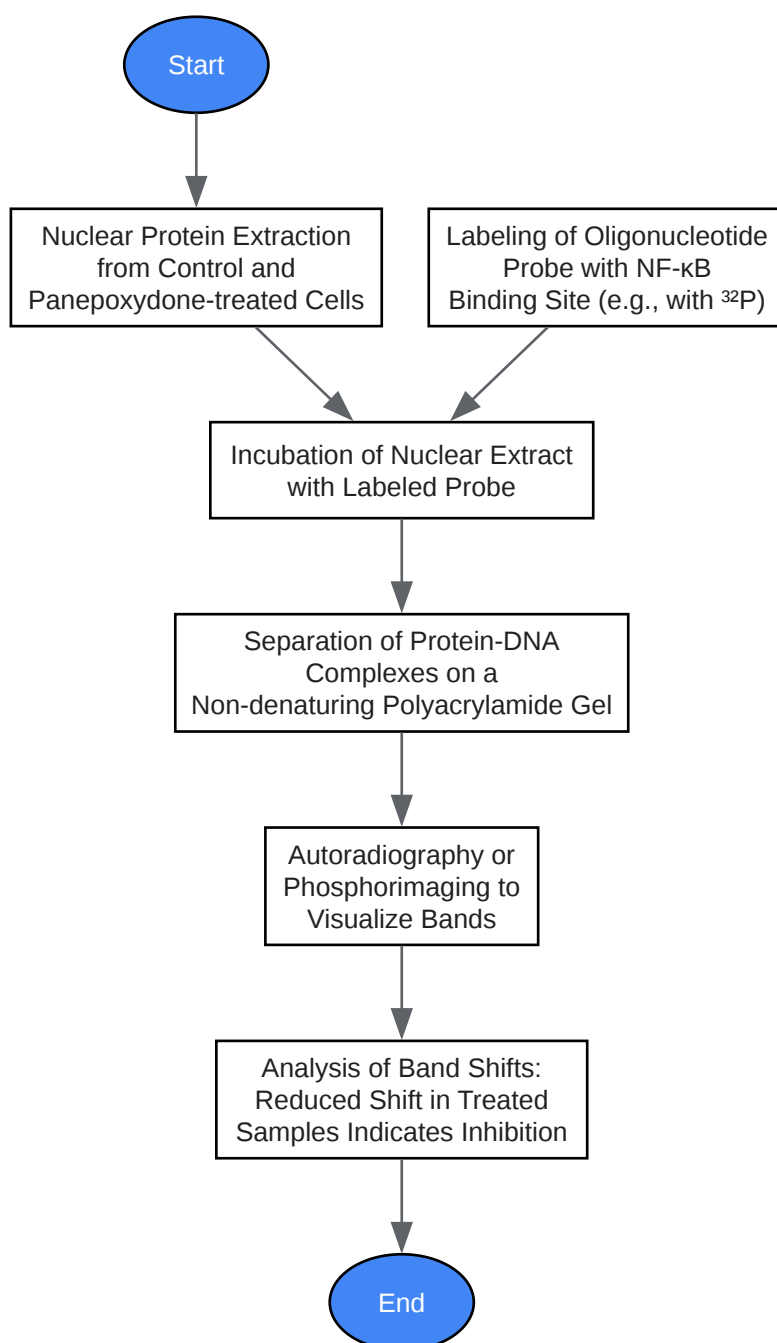 Start
Nuclear Protein Extraction
from Control and
Panepoxydone-treated Cells
Labeling of Oligonucleotide
Probe with NF-κB
Binding Site (e.g., with ³²P)
Incubation of Nuclear Extract
with Labeled Probe
Separation of Protein-DNA
Complexes on a
Non-denaturing Polyacrylamide Gel
Autoradiography or
Phosphorimaging to
Visualize Bands
Analysis of Band Shifts:
Reduced Shift in Treated
Samples Indicates Inhibition
End